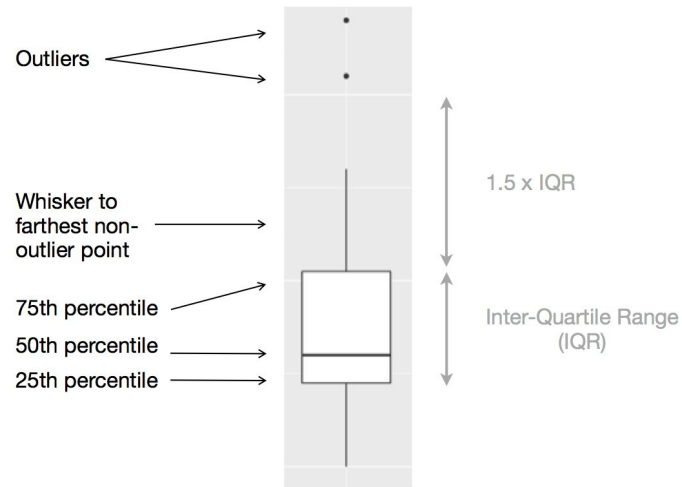 Outliers
Whisker to
farthest non-
outlier point
75th percentile
50th percentile
25th percentile
1.5 x IQR
Inter-Quartile Range
(IQR)